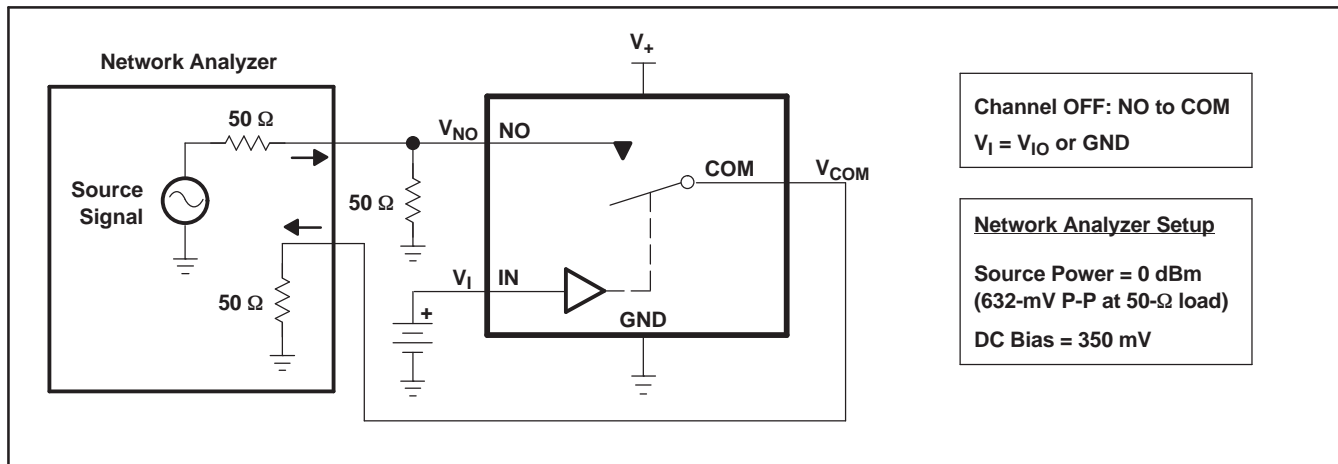 Network Analyzer
50 Ω
Source
Signal
50 Ω
50 Ω
V+
VNO
NO
COM
VCOM
VI
IN
+
GND
Channel OFF: NO to COM
VI = VIO or GND
Network Analyzer Setup
Source Power = 0 dBm
(632-mV P-P at 50-Ω load)
DC Bias = 350 mV